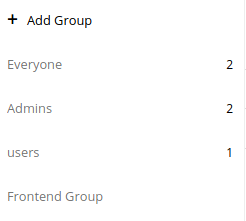 + Add Group
Everyone 2
Admins 2
users 1
Frontend Group